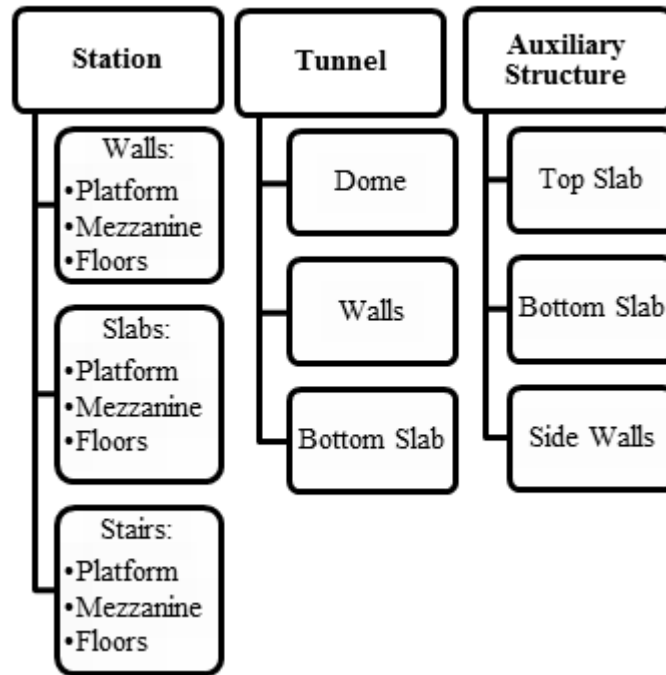 Station
Walls:
•Platform
•Mezzanine
•Floors
Slabs:
•Platform
•Mezzanine
•Floors
Stairs:
•Platform
•Mezzanine
•Floors
Tunnel
Dome
Walls
Bottom Slab
Auxiliary
Structure
Top Slab
Bottom Slab
Side Walls